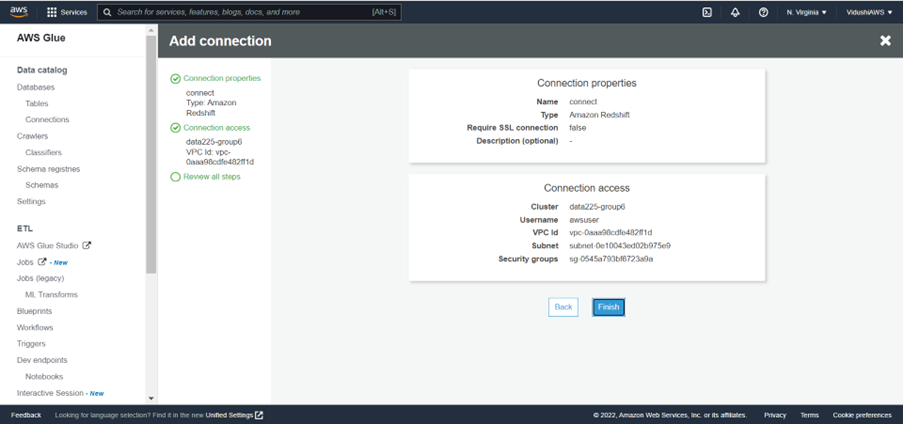 aws Services Search for services, features, blogs, docs, and more [Alt+S] N. Virginia VidushiAWS
AWS Glue
Data catalog
Databases
Tables
Connections
Crawlers
Classifiers
Schema registries
Schemas
Settings
ETL
AWS Glue Studio
Jobs - New
Jobs (legacy)
ML Transforms
Blueprints
Workflows
Triggers
Dev endpoints
Notebooks
Interactive Session - New
Add connection
Connection properties
connect
Type: Amazon
Redshift
Connection access
data225-group6
VPC Id: vpc-
0aaa98cdfe482ff1d
Review all steps
Connection properties
Name connect
Type Amazon Redshift
Require SSL connection false
Description (optional) -
Connection access
Cluster data225-group6
Username awsuser
VPC Id vpc-0aaa98cdfe482ff1d
Subnet subnet-0e10043ed02b975e9
Security groups sg-0545a793bf6723a9a
Back Finish
Feedback Looking for language selection? Find it in the new Unified Settings © 2022, Amazon Web Services, Inc. or its affiliates. Privacy Terms Cookie preferences